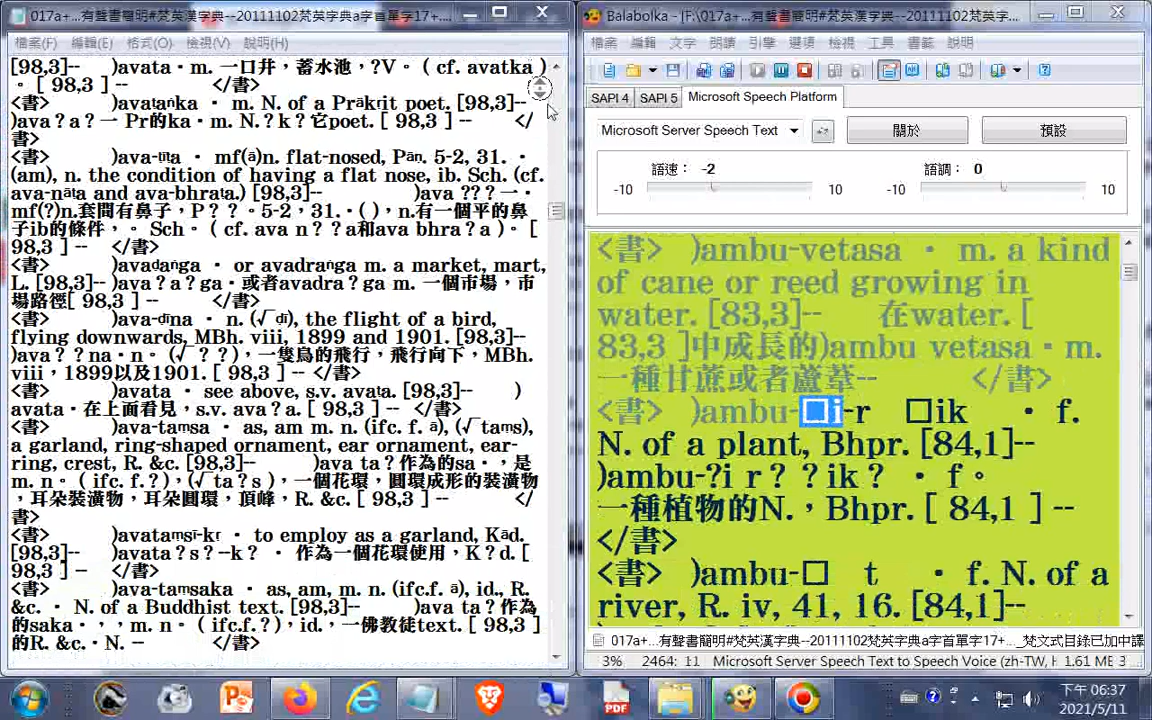 017a+...有聲書簡明#梵英漢字典--20111102梵英字典a字首單字17+...
檔案(F) 編輯(E) 格式(O) 檢視(V) 說明(H)
[98,3]-- )avata‧m. 一口井，蓄水池，?V。( cf. avatka )
。[ 98,3 ] -- </書>
<書> )avataṅka ‧ m. N. of a Prākrit poet. [98,3]--
)ava?a?一 Pr的ka‧m. N.?k?它poet. [ 98,3 ] -- </
書>
<書> )ava-tīta ‧ mf(ā)n. flat-nosed, Pāṇ. 5-2, 31. ‧
(am), n. the condition of having a flat nose, ib. Sch. (cf.
ava-nāta and ava-bhrata.) [98,3]-- )ava ???一‧
mf(?)n.套間有鼻子，P??。5-2，31.‧( )，n.有一個平的鼻
子ib的條件，。Sch。( cf. ava n??a和ava bhra?a )。[
98,3 ] -- </書>
<書> )avadaṅga ‧ or avadraṅga m. a market, mart,
L. [98,3]-- )ava?a?ga‧或者avadra?ga m. 一個市場，市
場路徑[ 98,3 ] -- </書>
<書> )ava-ḍīna ‧ n. (√ḍī), the flight of a bird,
flying downwards, MBh. viii, 1899 and 1901. [98,3]--
)ava??na‧n。(√??)，一隻鳥的飛行，飛行向下，MBh.
viii，1899以及1901. [ 98,3 ] -- </書>
<書> )avata ‧ see above, s.v. avaṭa. [98,3]-- )
avata‧在上面看見，s.v. ava?a. [ 98,3 ] -- </書>
<書> )ava-taṃsa ‧ as, am m. n. (ifc. f. ā), (√taṃs),
a garland, ring-shaped ornament, ear ornament, ear-
ring, crest, R. &c. [98,3]-- )ava ta?作為的sa‧，是
m. n。( ifc. f.?)，(√ta?s)，一個花環，圓環成形的裝潢物
，耳朵裝潢物，耳朵圓環，頂峰，R. &c. [ 98,3 ] -- </
書>
<書> )avataṃsī-kṛ ‧ to employ as a garland, Kād.
[98,3]-- )avata?s?--k? ‧ 作為一個花環使用，K?d. [
98,3 ] -- </書>
<書> )ava-taṃsaka ‧ as, am, m. n. (ifc.f. ā), id., R.
&c. ‧ N. of a Buddhist text. [98,3]-- )ava ta?作為
的saka‧，，m. n。( ifc.f.?)，id.，一佛教徒text. [ 98,3 ]
的R. &c.‧N. -- </書>
Balabolka - [F:\017a+...有聲書簡明#梵英漢字典--20111102梵英字...
檔案 編輯 文字 朗讀 引擎 選項 檢視 工具 書籤 說明
SAPI 4 SAPI 5 Microsoft Speech Platform
Microsoft Server Speech Text 關於 預設
語速： -2 語調： 0
-10 10 -10 10
<書> )ambu-vetasa ‧ m. a kind
of cane or reed growing in
water. [83,3]-- 在water. [
83,3 ]中成長的)ambu vetasa‧m.
一種甘蔗或者蘆葦-- </書>
<書> )ambu-□i-r □ik ‧ f.
N. of a plant, Bhpr. [84,1]--
)ambu-?i r??ik? ‧ f。
一種植物的N.，Bhpr. [ 84,1 ] --
</書>
<書> )ambu-□ t ‧ f. N. of a
river, R. iv, 41, 16. [84,1]--
017a+...有聲書簡明#梵英漢字典--20111102梵英字典a字首單字17+..._梵文式目錄已加中譯
3% 2464: 11 Microsoft Server Speech Text to Speech Voice (zh-TW, H 1.61 MB 3
下午 06:37
2021/5/11